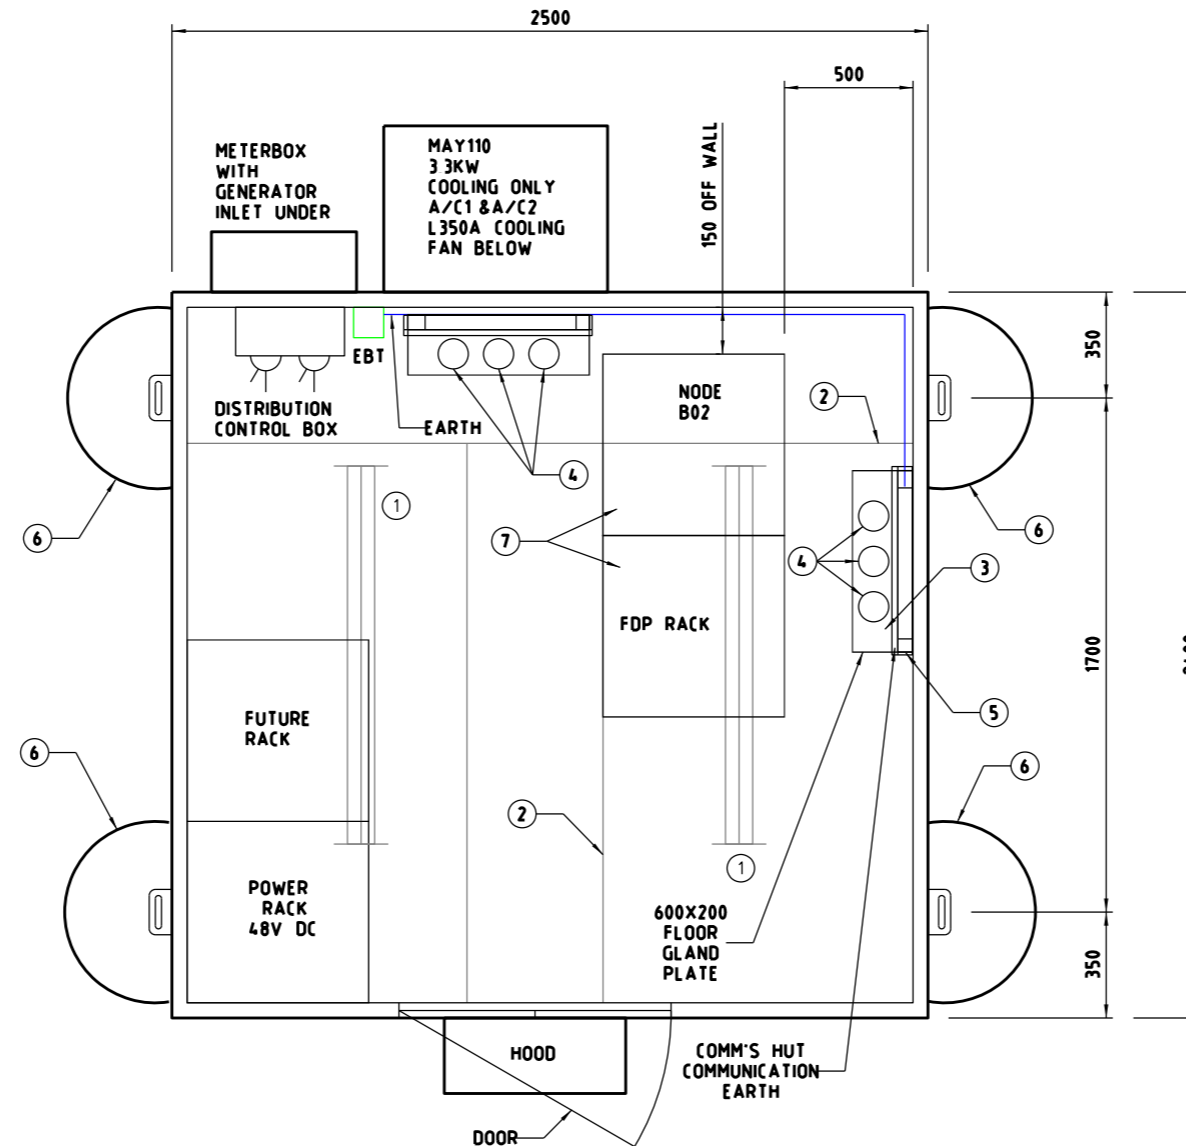 2500
500
METERBOX
WITH
GENERATOR
INLET UNDER
MAY110
3.3KW
COOLING ONLY
A/C1 &A/C2
L350A COOLING
FAN BELOW
150 OFF WALL
EBT
DISTRIBUTION
CONTROL BOX
EARTH
NODE
B02
2
350
4
1
6
7
4
3
6
FDP RACK
1700
FUTURE
RACK
5
6
6
2
1
POWER
RACK
48V DC
600X200
FLOOR
GLAND
PLATE
350
HOOD
COMM'S HUT
COMMUNICATION
EARTH
DOOR